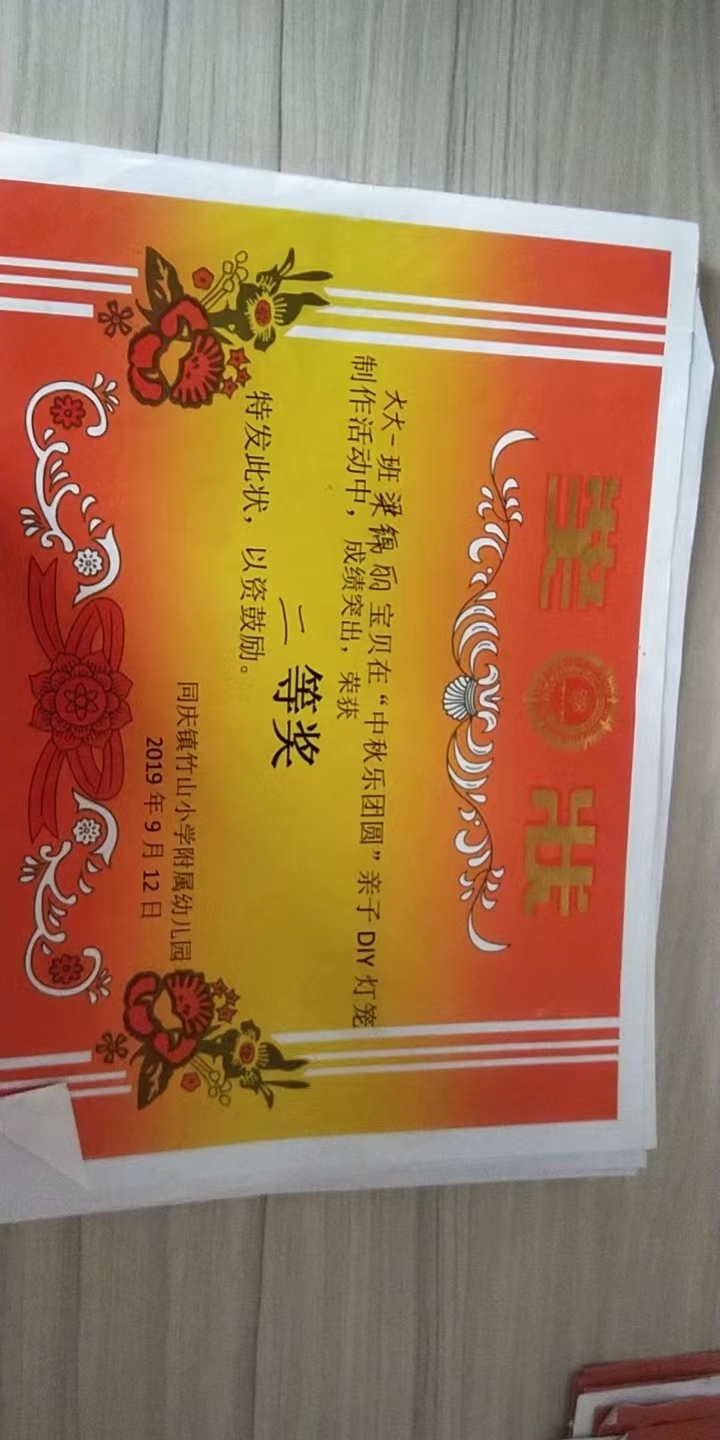 奖 状
大大一班梁锦丽宝贝在“中秋乐团圆”亲子DIY灯笼
制作活动中，成绩突出，荣获
二等奖
特发此状，以资鼓励。
同庆镇竹山小学附属幼儿园
2019年9月12日